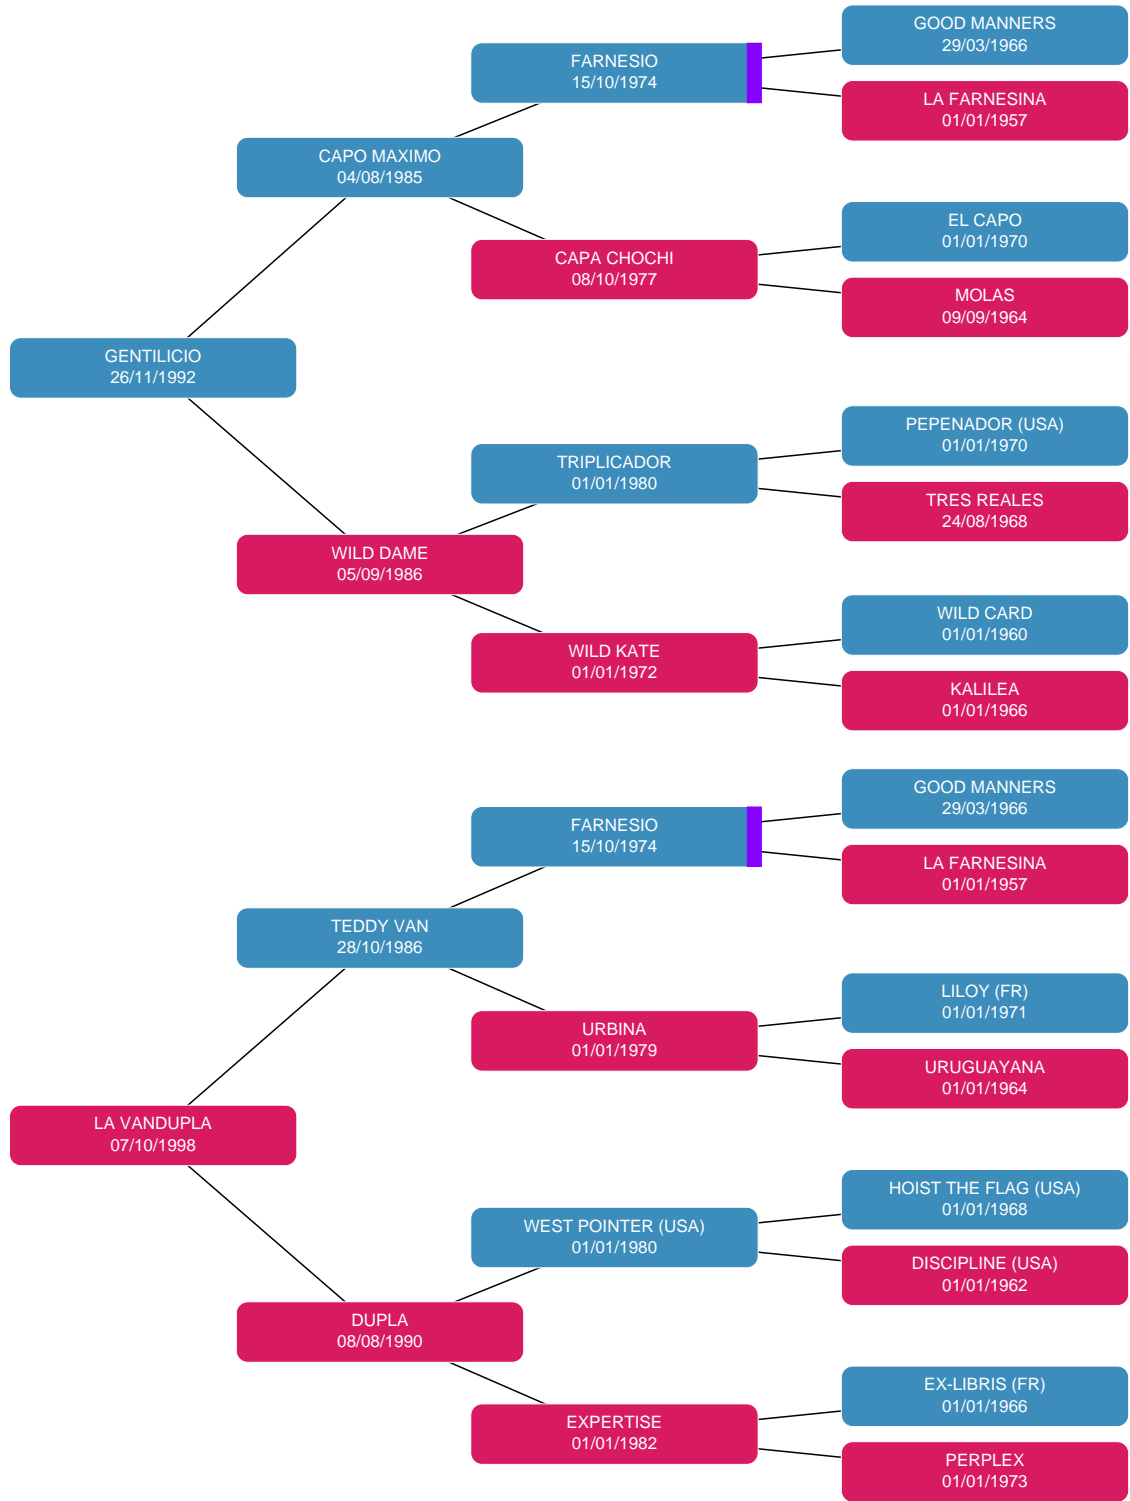 GOOD MANNERS
29/03/1966
FARNESIO
15/10/1974
LA FARNESINA
01/01/1957
CAPO MAXIMO
04/08/1985
EL CAPO
01/01/1970
CAPA CHOCHI
08/10/1977
MOLAS
09/09/1964
GENTILICIO
26/11/1992
PEPENADOR (USA)
01/01/1970
TRIPLICADOR
01/01/1980
TRES REALES
24/08/1968
WILD DAME
05/09/1986
WILD CARD
01/01/1960
WILD KATE
01/01/1972
KALILEA
01/01/1966
GOOD MANNERS
29/03/1966
FARNESIO
15/10/1974
LA FARNESINA
01/01/1957
TEDDY VAN
28/10/1986
LILOY (FR)
01/01/1971
URBINA
01/01/1979
URUGUAYANA
01/01/1964
LA VANDUPLA
07/10/1998
HOIST THE FLAG (USA)
01/01/1968
WEST POINTER (USA)
01/01/1980
DISCIPLINE (USA)
01/01/1962
DUPLA
08/08/1990
EX-LIBRIS (FR)
01/01/1966
EXPERTISE
01/01/1982
PERPLEX
01/01/1973